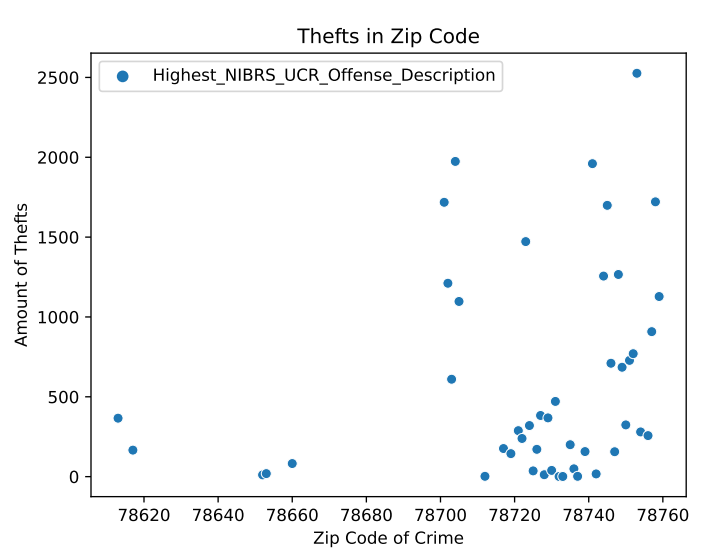 Thefts in Zip Code
Highest_NIBRS_UCR_Offense_Description
2500
2000
1500
1000
500
0
Amount of Thefts
78620 78640 78660 78680 78700 78720 78740 78760
Zip Code of Crime